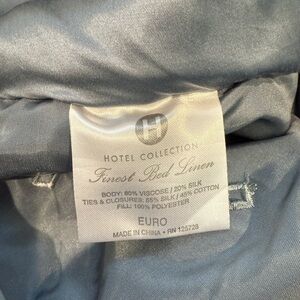 H
HOTEL COLLECTION
Finest Bed Linen
BODY: 80% VISCOSE / 20% SILK
TIES & CLOSURES: 55% SILK / 45% COTTON
FILL: 100% POLYESTER
EURO
MADE IN CHINA • RN 125728